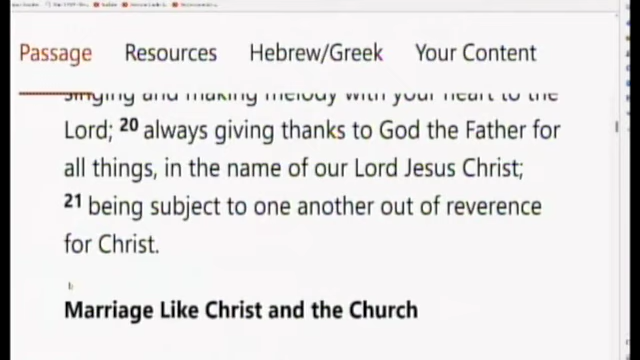 Passage Resources Hebrew/Greek Your Content
singing and making melody with your heart to the
Lord; 20 always giving thanks to God the Father for
all things, in the name of our Lord Jesus Christ;
21 being subject to one another out of reverence
for Christ.
Marriage Like Christ and the Church